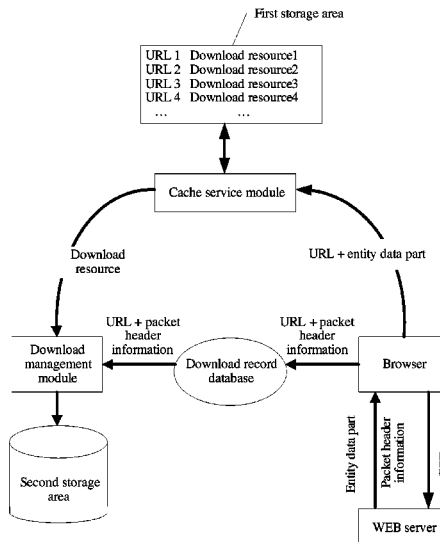 First storage area
URL 1 Download resource1
URL 2 Download resource2
URL 3 Download resource3
URL 4 Download resource4
... ...
Cache service module
Download
resource
URL + entity data part
URL + packet
header
information
URL + packet
header
information
Download
management
module
Download record
database
Browser
Second storage
area
Entity data part
Packet header
information
WEB server